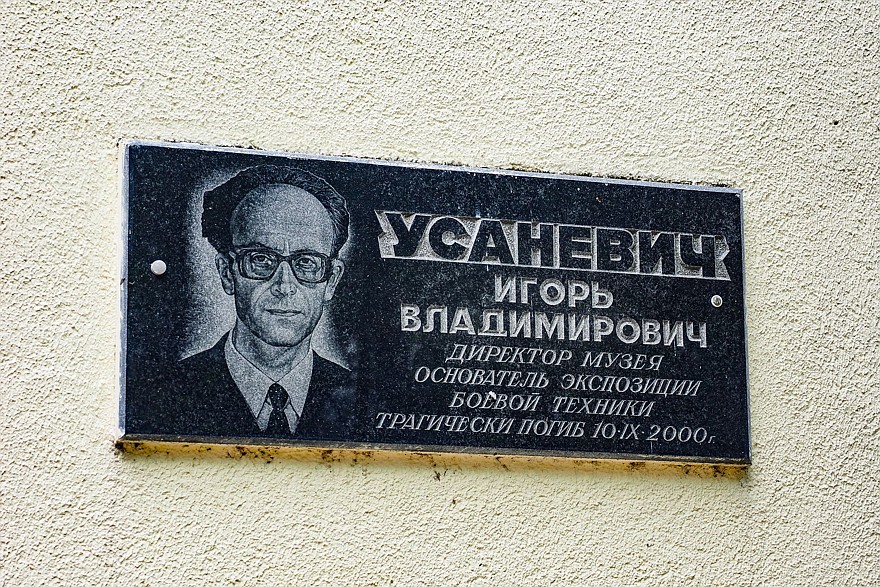 УСАНЕВИЧ
ИГОРЬ
ВЛАДИМИРОВИЧ
ДИРЕКТОР МУЗЕЯ
ОСНОВАТЕЛЬ ЭКСПОЗИЦИИ
БОЕВОЙ ТЕХНИКИ
ТРАГИЧЕСКИ ПОГИБ 10·IX·2000г.